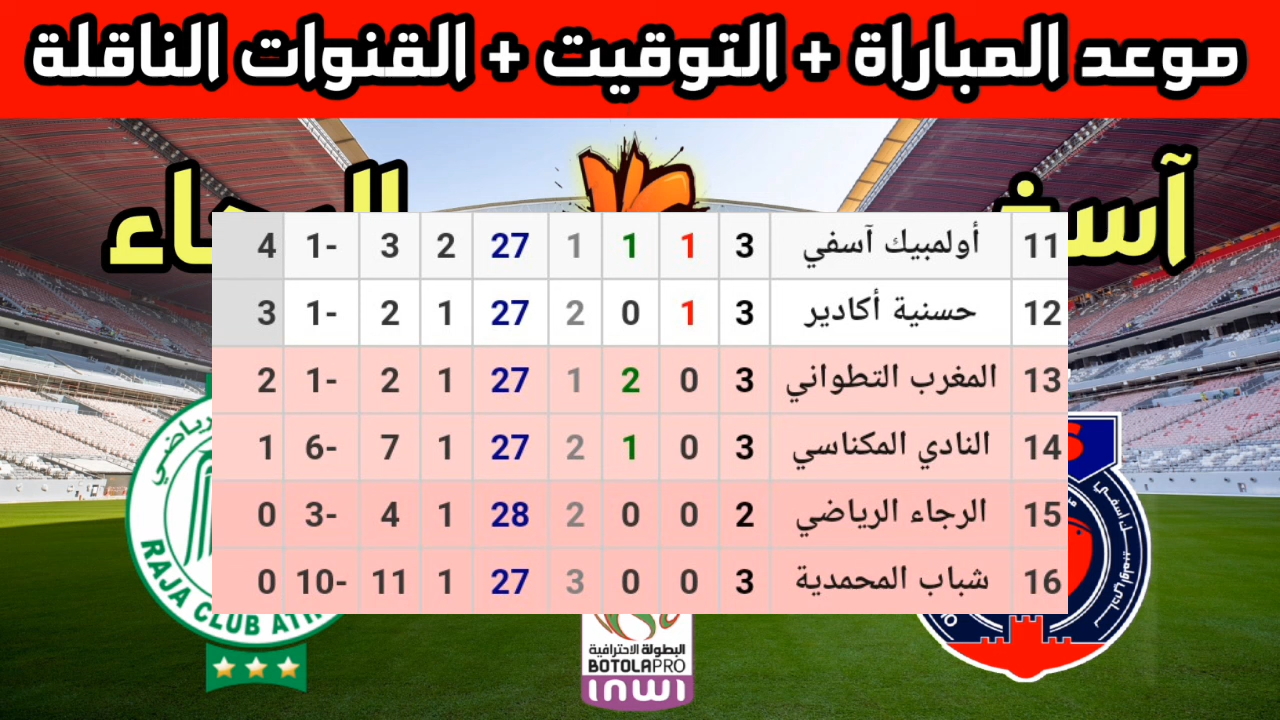 موعد المباراة + التوقيت + القنوات الناقلة
11 أولمبيك آسفي 3 1 1 1 27 2 3 -1 4
12 حسنية أكادير 3 1 0 2 27 1 2 -1 3
13 المغرب التطواني 3 0 2 1 27 1 2 -1 2
14 النادي المكناسي 3 0 1 2 27 1 7 -6 1
15 الرجاء الرياضي 2 0 0 2 28 1 4 -3 0
16 شباب المحمدية 3 0 0 3 27 1 11 -10 0
RAJA CLUB
البطولة الاحترافية
BOTOLAPRO
inwi